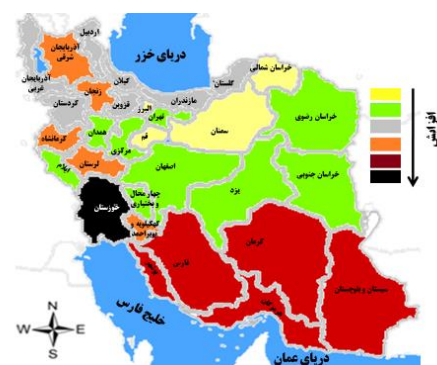 اردبیل
آذربایجان
شرقی
دریای خزر
خراسان شمالی
آذربایجان
غربی
گیلان
گلستان
زنجان
مازندران
قزوین
البرز
کردستان
تهران
خراسان رضوی
سمنان
همدان
قم
کرمانشاه
مرکزی
افزایش
لرستان
ایلام
اصفهان
خراسان جنوبی
یزد
چهارمحال
و بختیاری
خوزستان
کهگیلویه و
بویراحمد
کرمان
فارس
سیستان و بلوچستان
خلیج فارس
N
W
E
S
دریای عمان